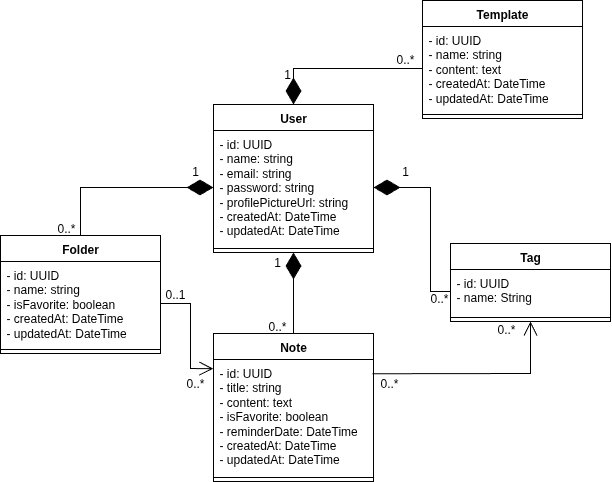 Template
- id: UUID
- name: string
- content: text
- createdAt: DateTime
- updatedAt: DateTime
0..*
1
User
- id: UUID
- name: string
- email: string
- password: string
- profilePictureUrl: string
- createdAt: DateTime
- updatedAt: DateTime
1
1
1
0..*
Folder
- id: UUID
- name: string
- isFavorite: boolean
- createdAt: DateTime
- updatedAt: DateTime
0..1
0..*
Tag
- id: UUID
- name: String
0..*
0..*
0..*
Note
- id: UUID
- title: string
- content: text
- isFavorite: boolean
- reminderDate: DateTime
- createdAt: DateTime
- updatedAt: DateTime
0..*
0..*